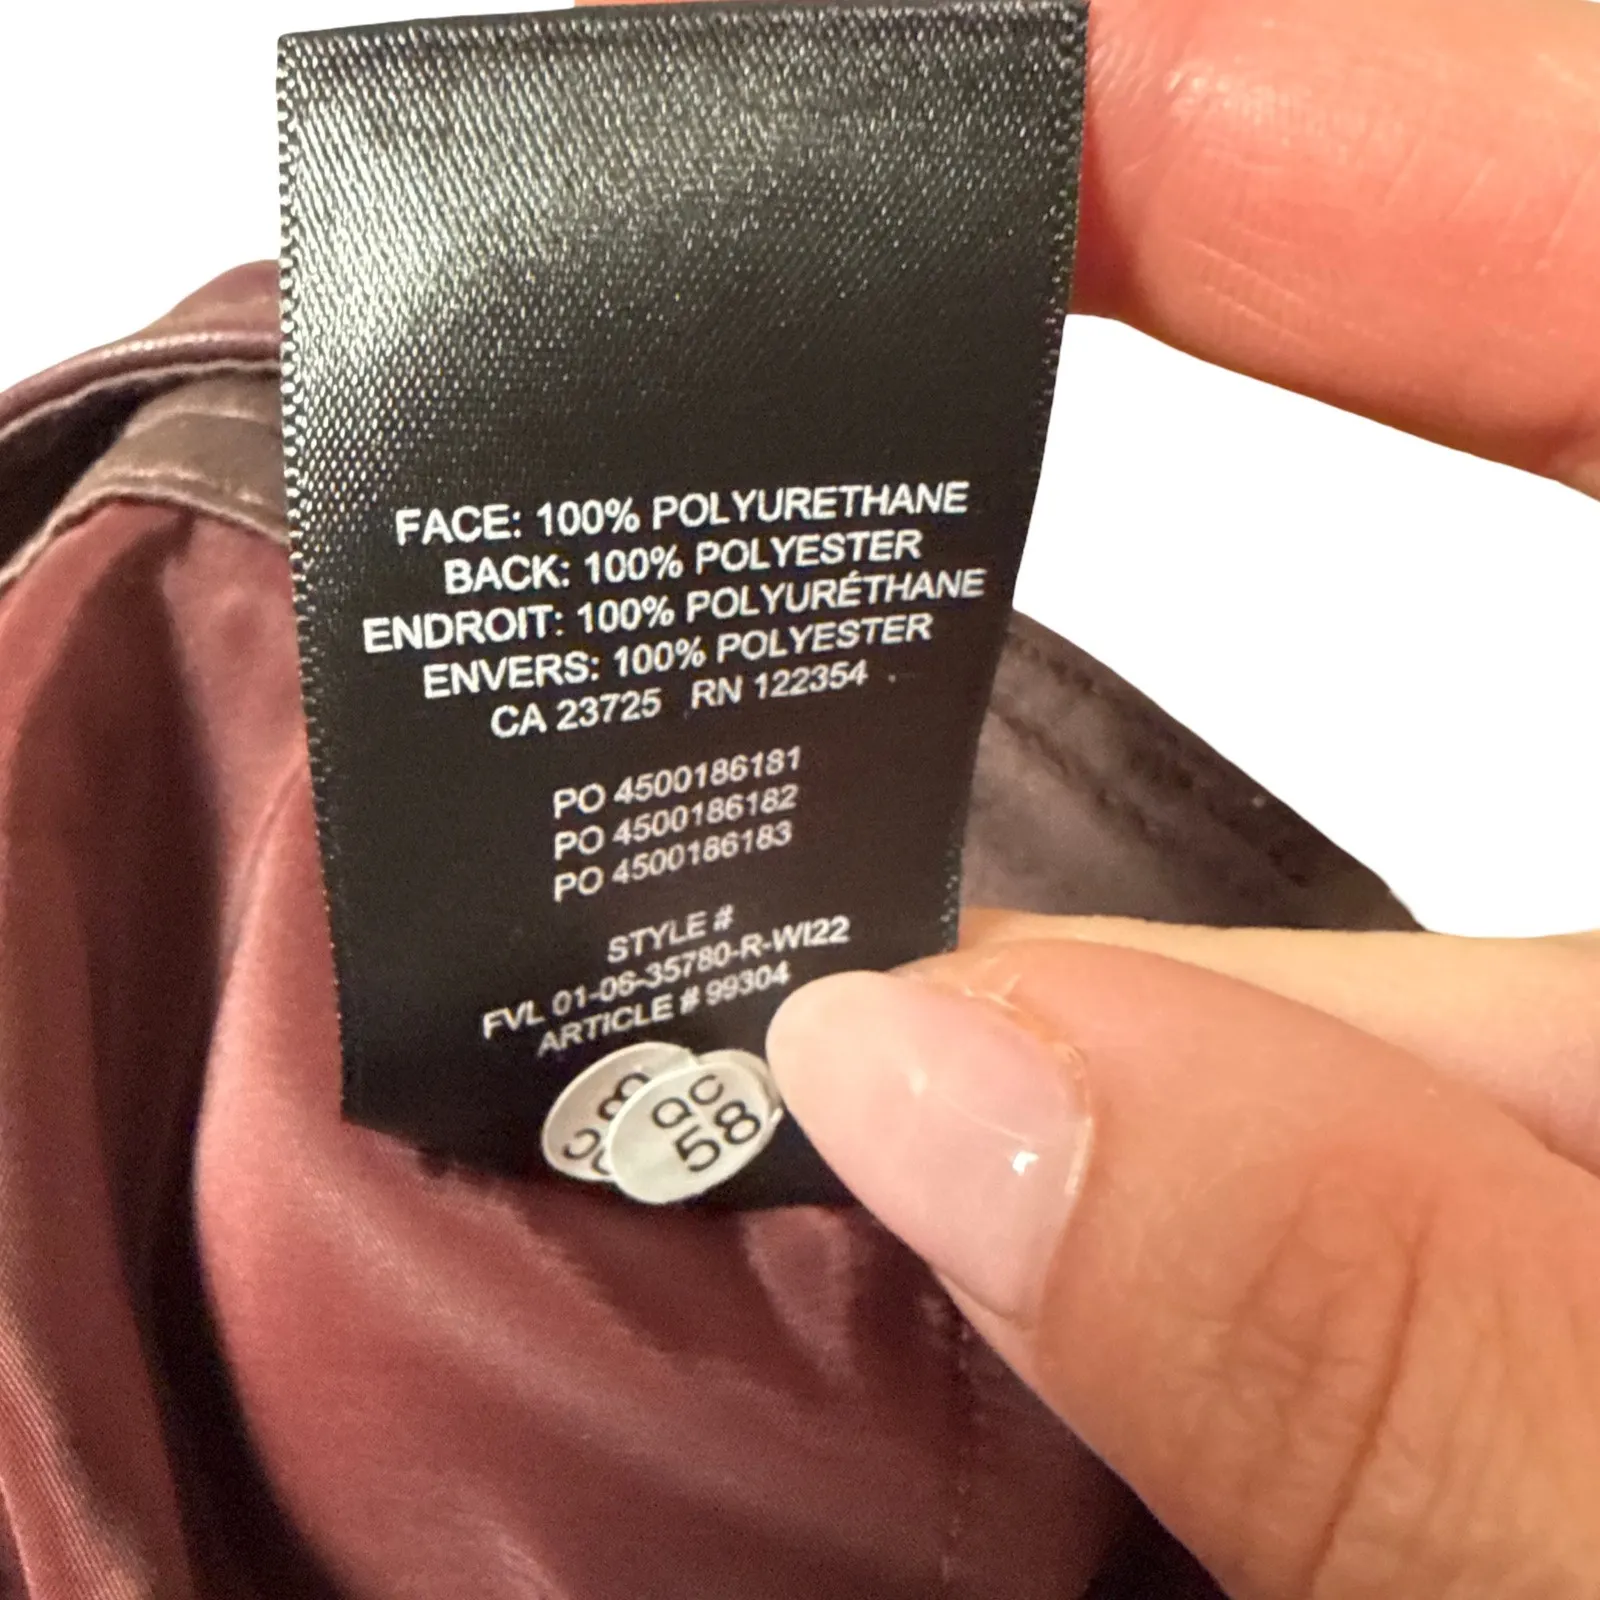 FACE: 100% POLYURETHANE
BACK: 100% POLYESTER
ENDROIT: 100% POLYURÉTHANE
ENVERS: 100% POLYESTER
CA 23725 RN 122354
PO 4500186181
PO 4500186182
PO 4500186183
STYLE #
FVL 01-06-35780-R-WI22
ARTICLE # 99304
QC
58